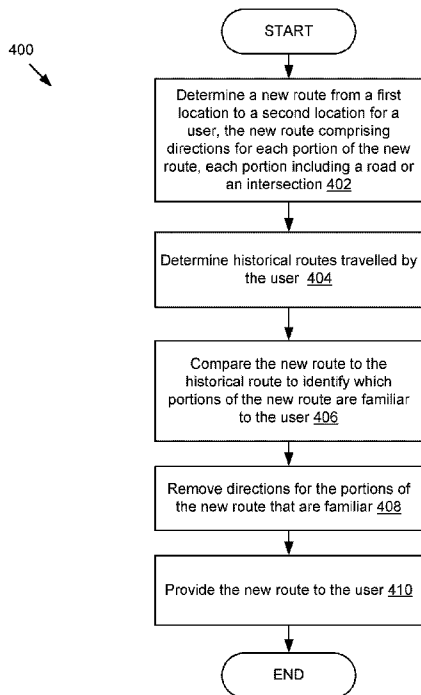 400
START
Determine a new route from a first
location to a second location for a
user, the new route comprising
directions for each portion of the new
route, each portion including a road or
an intersection 402
Determine historical routes travelled by
the user 404
Compare the new route to the
historical route to identify which
portions of the new route are familiar
to the user 406
Remove directions for the portions of
the new route that are familiar 408
Provide the new route to the user 410
END